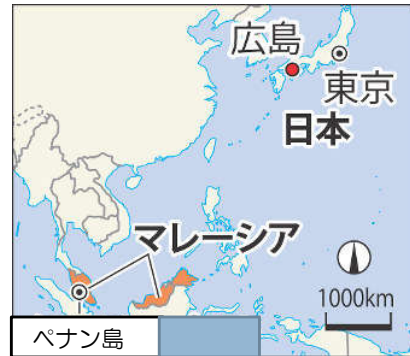 広島
東京
日本
マレーシア
1000km
ペナン島